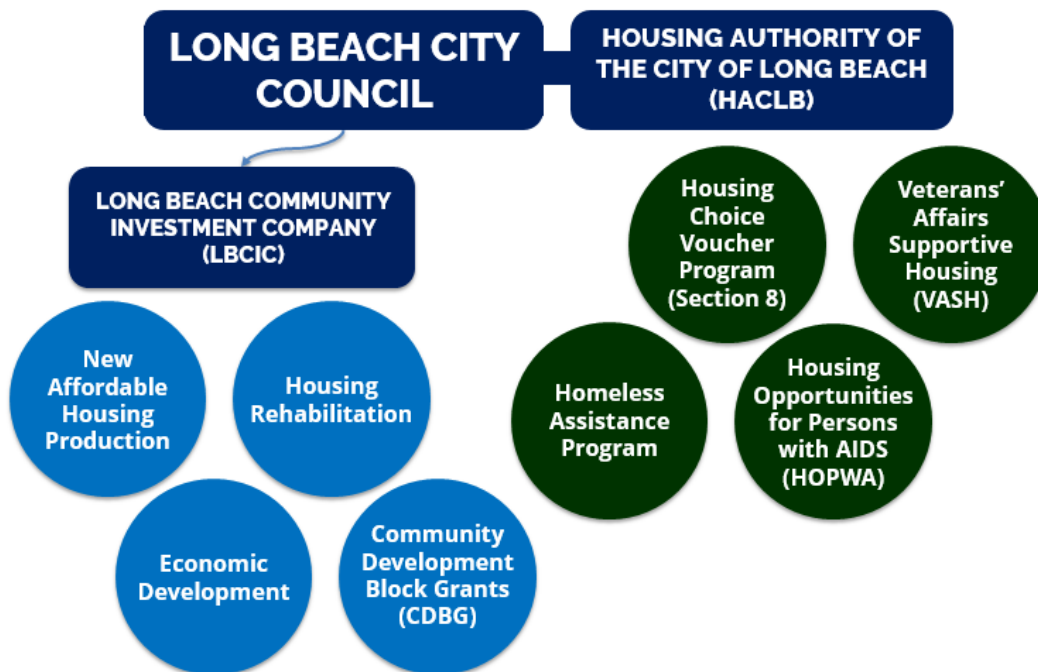 LONG BEACH CITY
COUNCIL
HOUSING AUTHORITY OF
THE CITY OF LONG BEACH
(HACLB)
LONG BEACH COMMUNITY
INVESTMENT COMPANY
(LBCIC)
New
Affordable
Housing
Production
Housing
Rehabilitation
Economic
Development
Community
Development
Block Grants
(CDBG)
Housing
Choice
Voucher
Program
(Section 8)
Veterans’
Affairs
Supportive
Housing
(VASH)
Homeless
Assistance
Program
Housing
Opportunities
for Persons
with AIDS
(HOPWA)